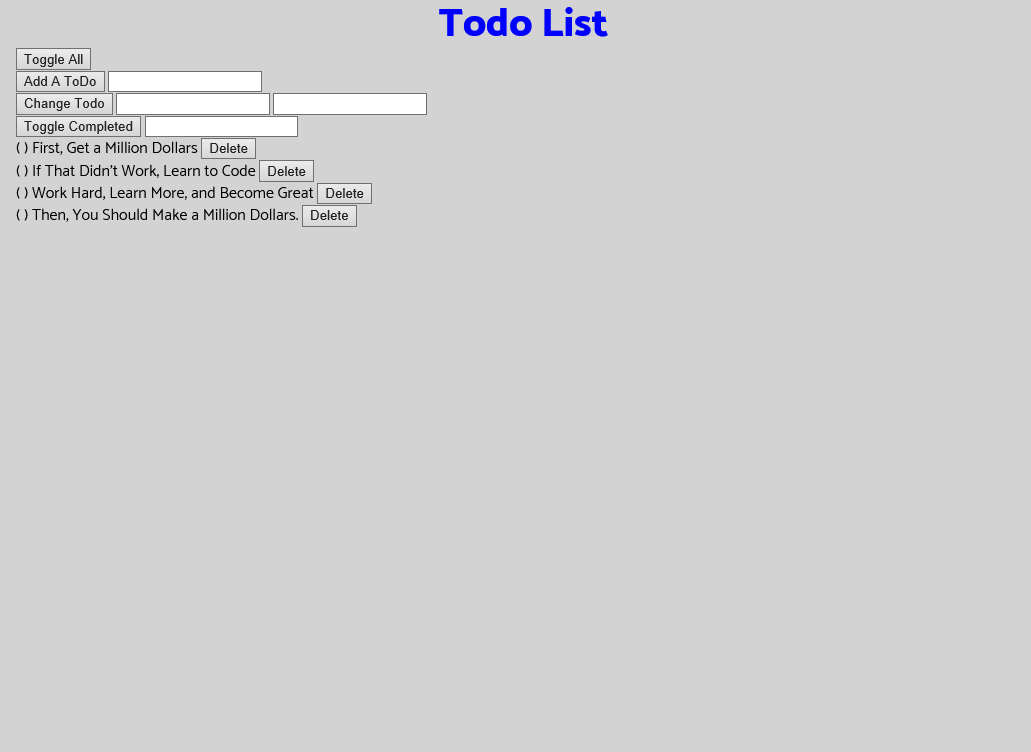 Todo List
Toggle All
Add A ToDo
Change Todo
Toggle Completed
( ) First, Get a Million Dollars Delete
( ) If That Didn't Work, Learn to Code Delete
( ) Work Hard, Learn More, and Become Great Delete
( ) Then, You Should Make a Million Dollars. Delete